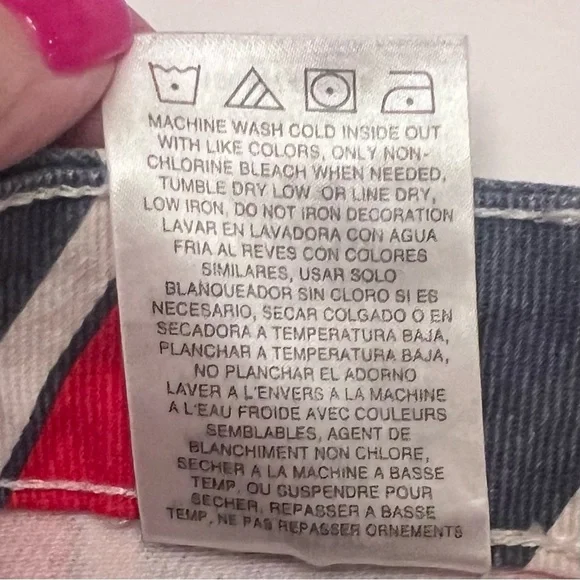 MACHINE WASH COLD INSIDE OUT
WITH LIKE COLORS, ONLY NON-
CHLORINE BLEACH WHEN NEEDED,
TUMBLE DRY LOW OR LINE DRY,
LOW IRON, DO NOT IRON DECORATION
LAVAR EN LAVADORA CON AGUA
FRIA AL REVES CON COLORES
SIMILARES, USAR SOLO
BLANQUEADOR SIN CLORO SI ES
NECESARIO, SECAR COLGADO O EN
SECADORA A TEMPERATURA BAJA,
PLANCHAR A TEMPERATURA BAJA,
NO PLANCHAR EL ADORNO
LAVER A L'ENVERS A LA MACHINE
A L'EAU FROIDE AVEC COULEURS
SEMBLABLES, AGENT DE
BLANCHIMENT NON CHLORE,
SECHER A LA MACHINE A BASSE
TEMP. OU SUSPENDRE POUR
SECHER, REPASSER A BASSE
TEMP, NE PAS REPASSER ORNEMENTS